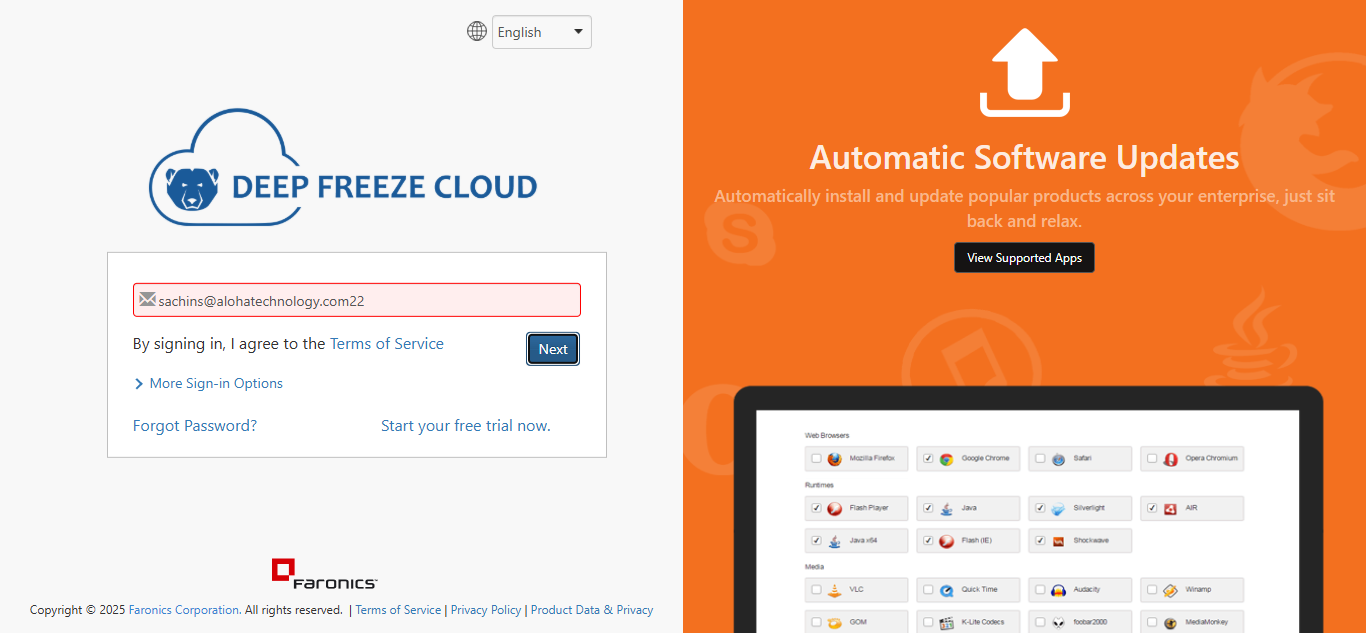 English
DEEP FREEZE CLOUD
sachins@alohatechnology.com22
By signing in, I agree to the Terms of Service
Next
More Sign-in Options
Forgot Password?
Start your free trial now.
FARONICS
Copyright © 2025 Faronics Corporation. All rights reserved. | Terms of Service | Privacy Policy | Product Data & Privacy
Automatic Software Updates
Automatically install and update popular products across your enterprise, just sit
back and relax.
View Supported Apps
Web Browsers
Mozilla Firefox
Google Chrome
Safari
Opera Chromium
Runtimes
Flash Player
Java
Silverlight
AIR
Java x64
Flash (IE)
Shockwave
Media
VLC
Quick Time
Audacity
Winamp
GOM
K-Lite Codecs
foobar2000
MediaMonkey